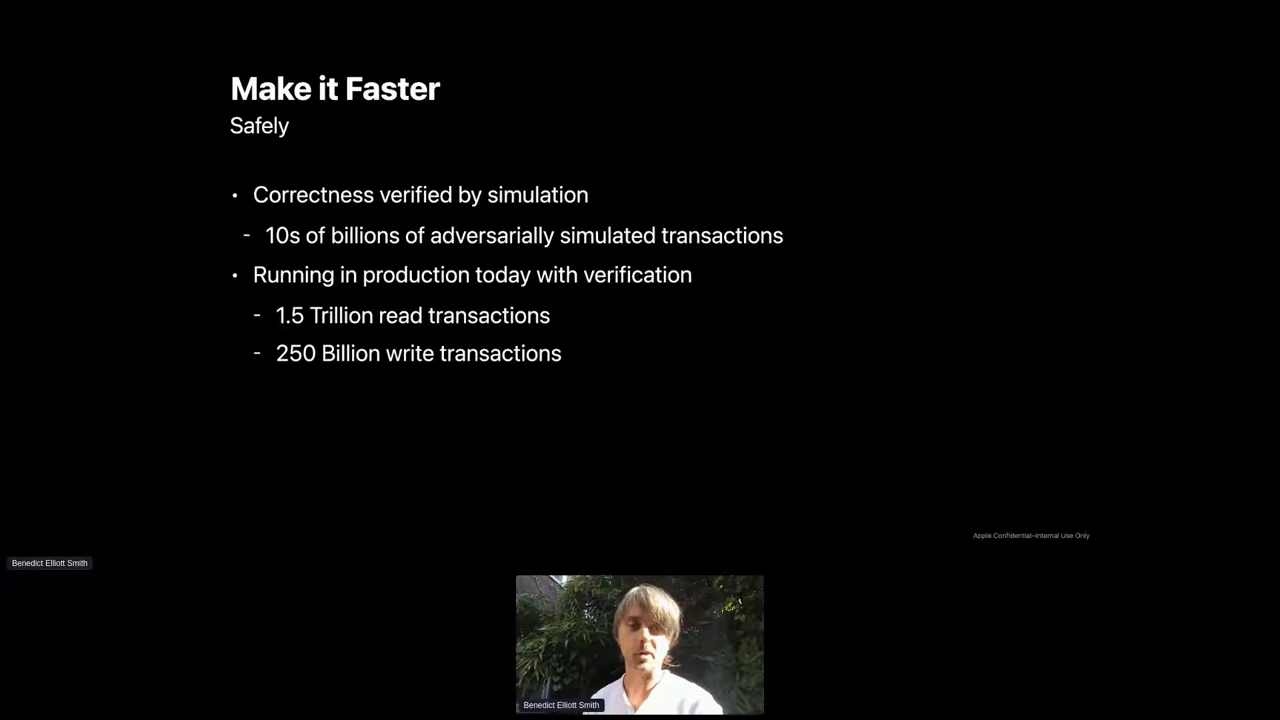 Make it Faster
Safely
• Correctness verified by simulation
- 10s of billions of adversarially simulated transactions
• Running in production today with verification
- 1.5 Trillion read transactions
- 250 Billion write transactions
Apple Confidential–Internal Use Only
Benedict Elliott Smith
Benedict Elliott Smith